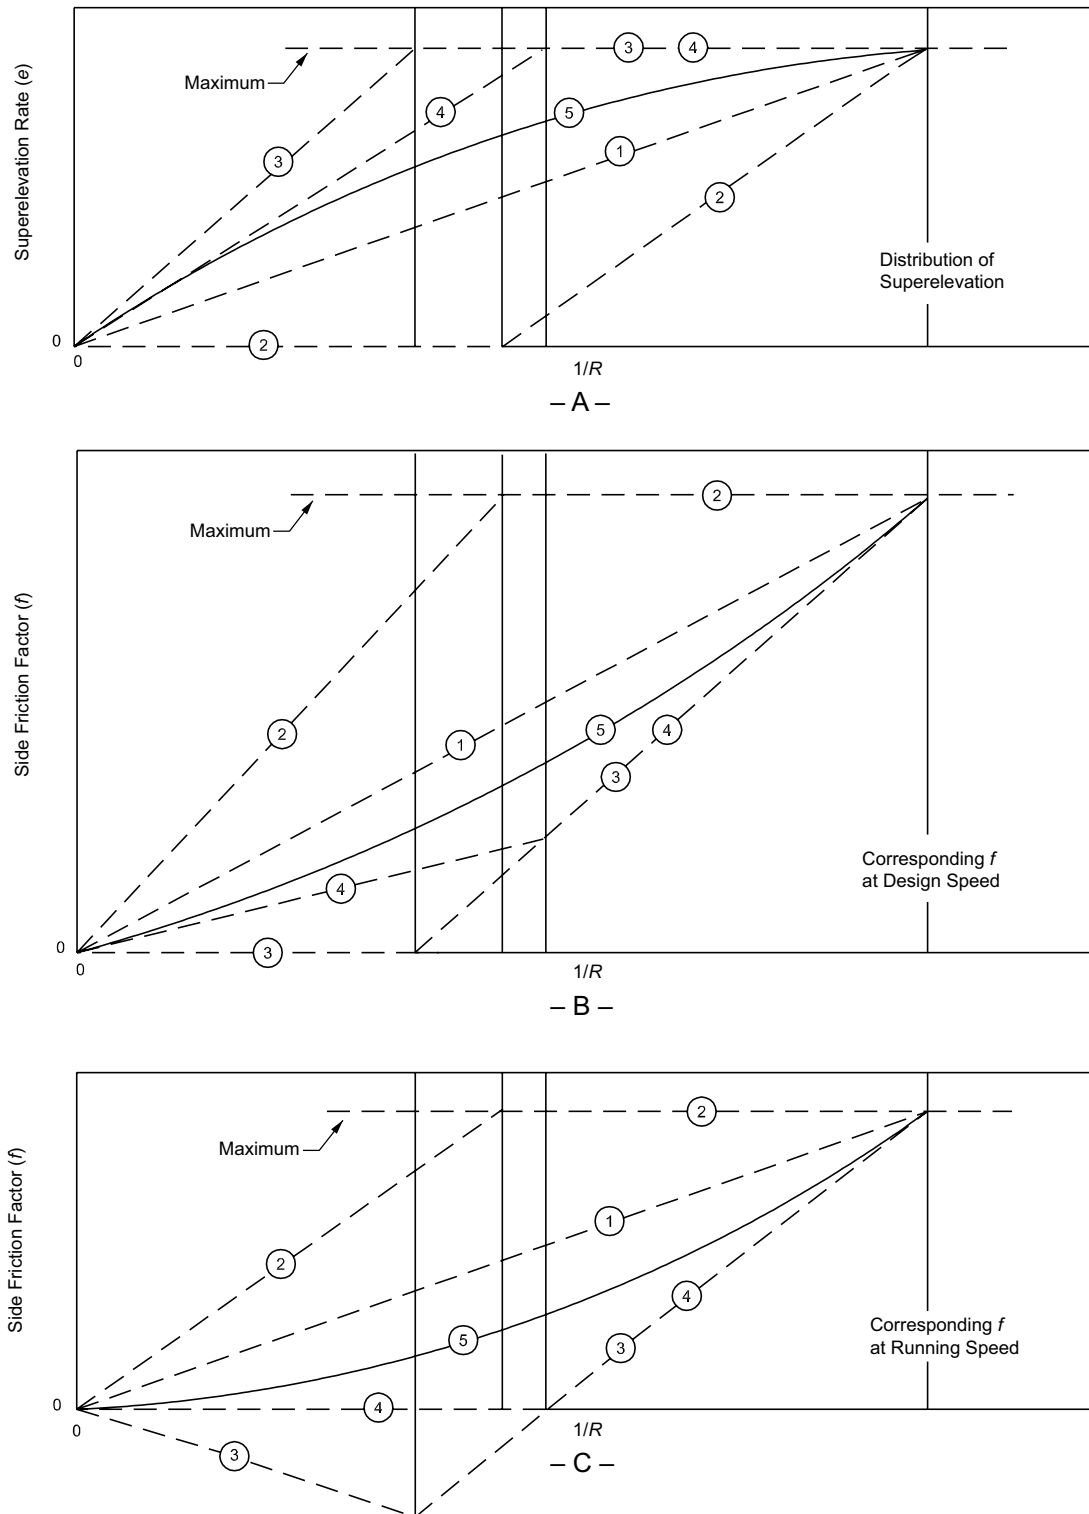 3
4
Maximum
4
5
3
1
2
Superelevation Rate (e)
Distribution of
Superelevation
0
2
0
1/R
– A –
2
Maximum
Side Friction Factor (f)
2
1
5
4
3
Corresponding f
at Design Speed
4
0
3
0
1/R
– B –
2
Maximum
Side Friction Factor (f)
1
2
4
5
3
Corresponding f
at Running Speed
0
4
0
1/R
3
– C –